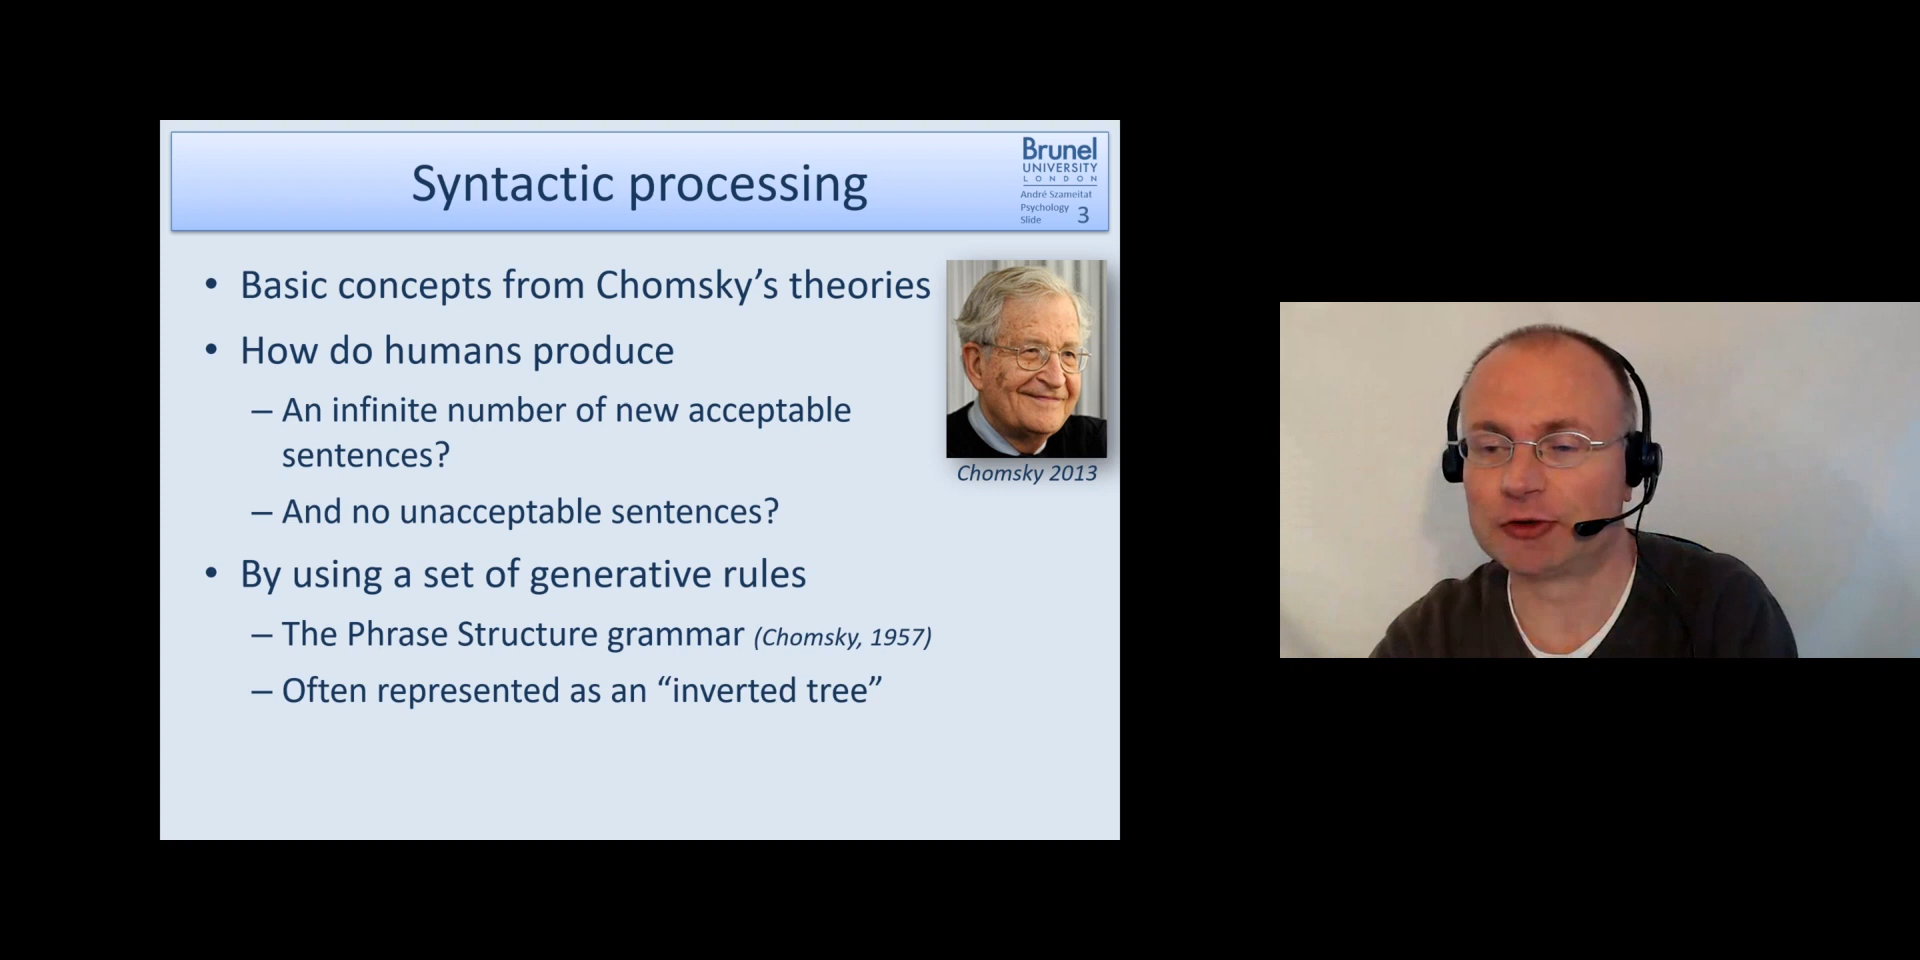 Syntactic processing
Brunel
UNIVERSITY
LONDON
André Szameitat
Psychology
Slide 3
• Basic concepts from Chomsky’s theories
• How do humans produce
– An infinite number of new acceptable
sentences?
– And no unacceptable sentences?
Chomsky 2013
• By using a set of generative rules
– The Phrase Structure grammar (Chomsky, 1957)
– Often represented as an “inverted tree”